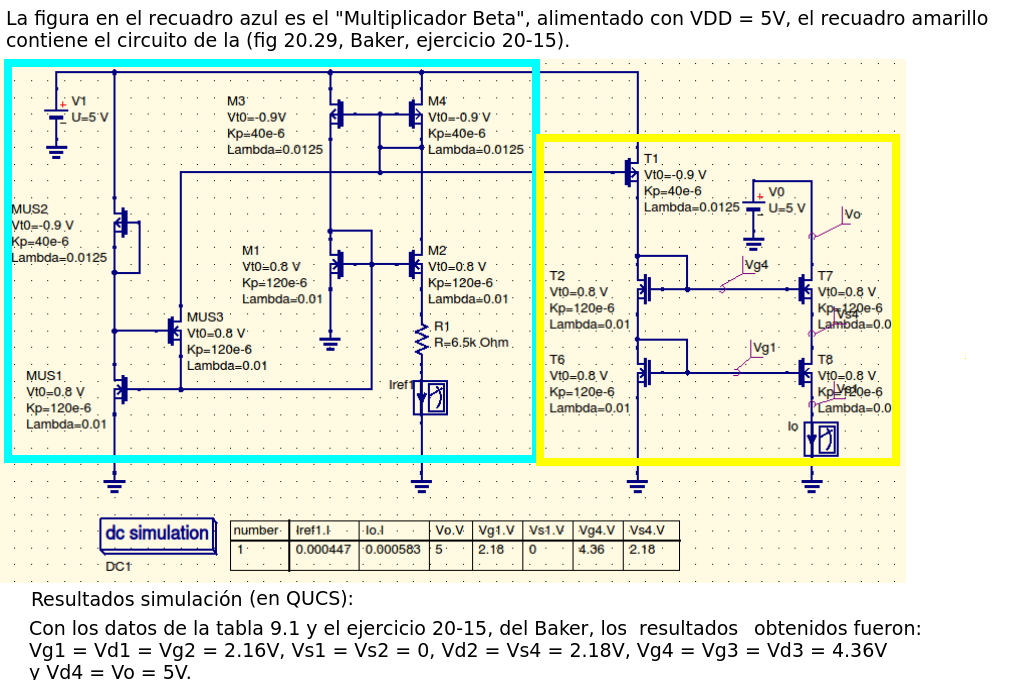 La figura en el recuadro azul es el "Multiplicador Beta", alimentado con VDD = 5V, el recuadro amarillo
contiene el circuito de la (fig 20.29, Baker, ejercicio 20-15).
V1
U=5 V
M3
Vt0=-0.9V
Kp=40e-6
Lambda=0.0125
M4
Vt0=-0.9 V
Kp=40e-6
Lambda=0.0125
T1
Vt0=-0.9 V
Kp=40e-6
Lambda=0.0125
V0
U=5 V
Vo
MUS2
Vt0=-0.9 V
Kp=40e-6
Lambda=0.0125
M1
Vt0=0.8 V
Kp=120e-6
Lambda=0.01
M2
Vt0=0.8 V
Kp=120e-6
Lambda=0.01
T2
Vt0=0.8 V
Kp=120e-6
Lambda=0.01
Vg4
T7
Vt0=0.8 V
Kp=120e-6
Lambda=0.0
Vs4
MUS3
Vt0=0.8 V
Kp=120e-6
Lambda=0.01
R1
R=6.5k Ohm
MUS1
Vt0=0.8 V
Kp=120e-6
Lambda=0.01
Iref1
T6
Vt0=0.8 V
Kp=120e-6
Lambda=0.01
Vg1
T8
Vt0=0.8 V
Kp=120e-6
Lambda=0.0
Io
dc simulation
DC1
number Iref1.I Io.I Vo.V Vg1.V Vs1.V Vg4.V Vs4.V
1 0.000447 0.000583 5 2.18 0 4.36 2.18
Resultados simulación (en QUCS):
Con los datos de la tabla 9.1 y el ejercicio 20-15, del Baker, los resultados obtenidos fueron:
Vg1 = Vd1 = Vg2 = 2.16V, Vs1 = Vs2 = 0, Vd2 = Vs4 = 2.18V, Vg4 = Vg3 = Vd3 = 4.36V
y Vd4 = Vo = 5V.